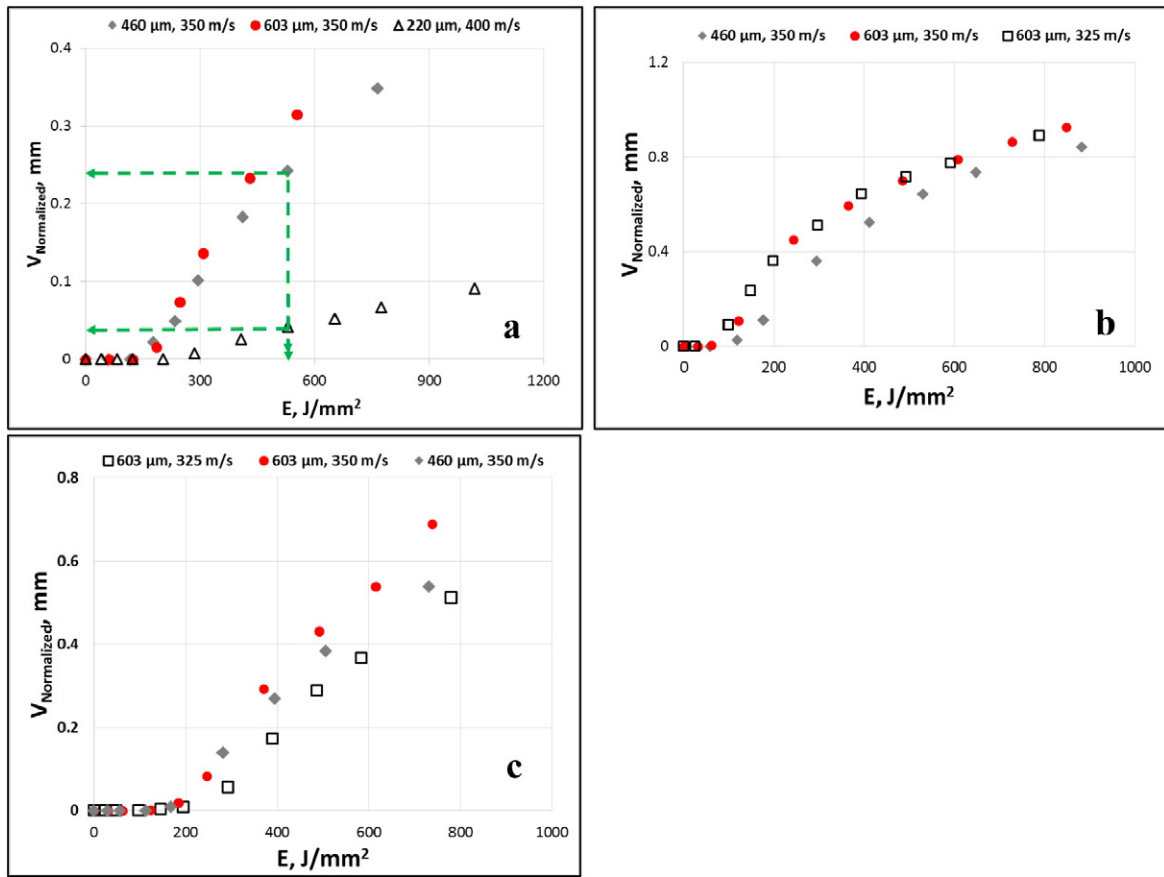 460 µm, 350 m/s 603 µm, 350 m/s 220 µm, 400 m/s
0.4
0.3
0.2
0.1
0
V_Normalized, mm
0 300 600 900 1200
E, J/mm²
a
460 µm, 350 m/s 603 µm, 350 m/s 603 µm, 325 m/s
1.2
0.8
0.4
0
V_Normalized, mm
0 200 400 600 800 1000
E, J/mm²
b
603 µm, 325 m/s 603 µm, 350 m/s 460 µm, 350 m/s
0.8
0.6
0.4
0.2
0
V_Normalized, mm
0 200 400 600 800 1000
E, J/mm²
c